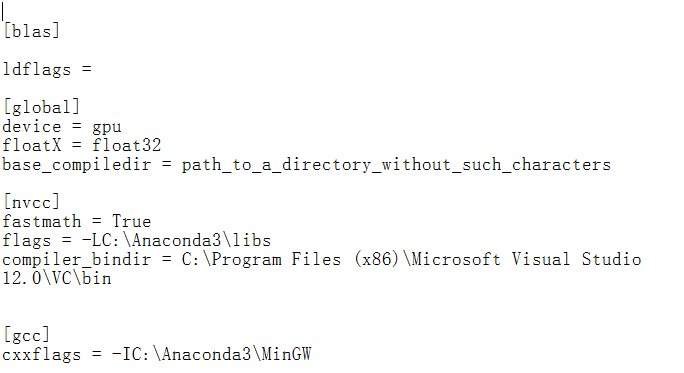 [blas]
ldflags =
[global]
device = gpu
floatX = float32
base_compiledir = path_to_a_directory_without_such_characters
[nvcc]
fastmath = True
flags = -LC:\Anaconda3\libs
compiler_bindir = C:\Program Files (x86)\Microsoft Visual Studio
12.0\VC\bin
[gcc]
cxxflags = -IC:\Anaconda3\MinGW